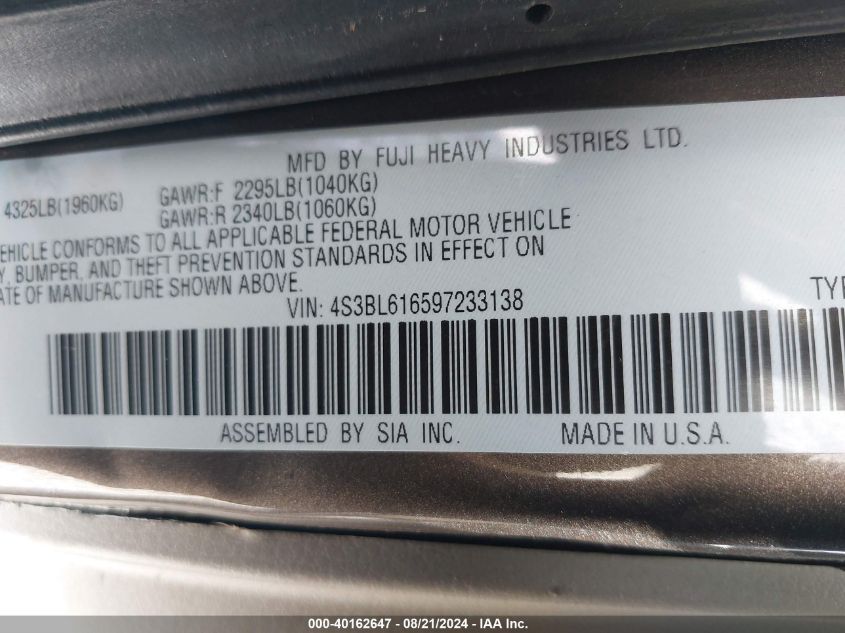 MFD BY FUJI HEAVY INDUSTRIES LTD.
4325LB(1960KG) GAWR:F 2295LB(1040KG)
GAWR:R 2340LB(1060KG)
EHICLE CONFORMS TO ALL APPLICABLE FEDERAL MOTOR VEHICLE
Y, BUMPER, AND THEFT PREVENTION STANDARDS IN EFFECT ON
ATE OF MANUFACTURE SHOWN ABOVE.
VIN: 4S3BL616597233138 TYP
ASSEMBLED BY SIA INC. MADE IN U.S.A.
000-40162647 - 08/21/2024 - IAA Inc.